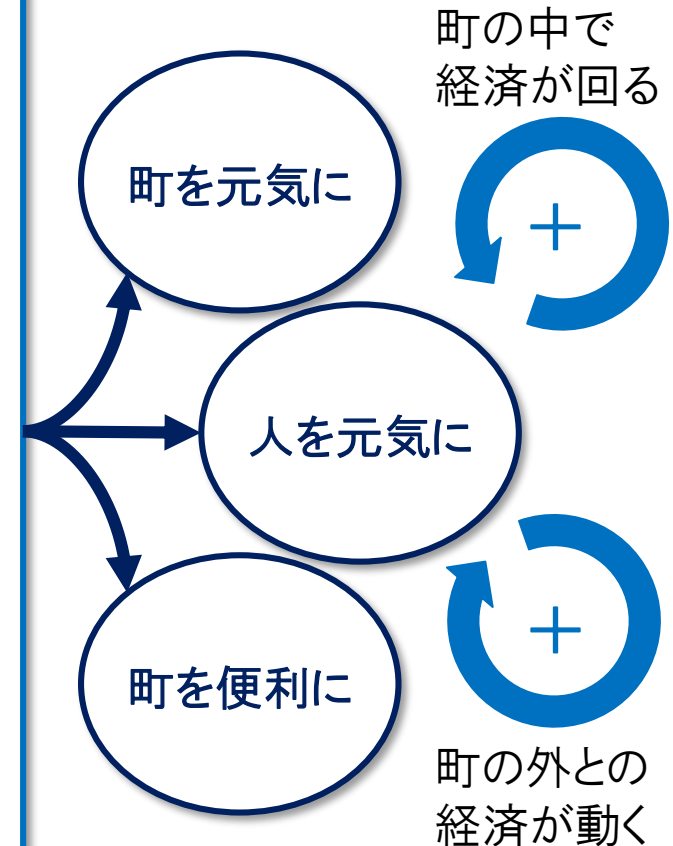 町の中で
経済が回る
町を元気に
+
人を元気に
+
町を便利に
町の外との
経済が動く